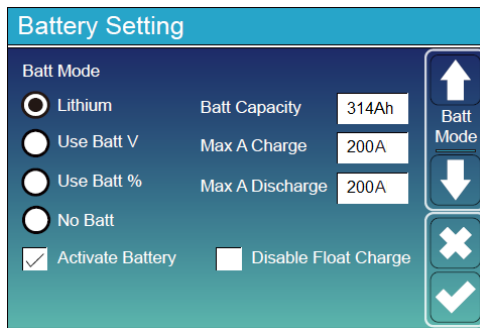 Battery Setting
Batt Mode
Lithium
Batt Capacity 314Ah
Use Batt V
Max A Charge 200A
Use Batt %
Max A Discharge 200A
No Batt
Activate Battery
Disable Float Charge
Batt
Mode